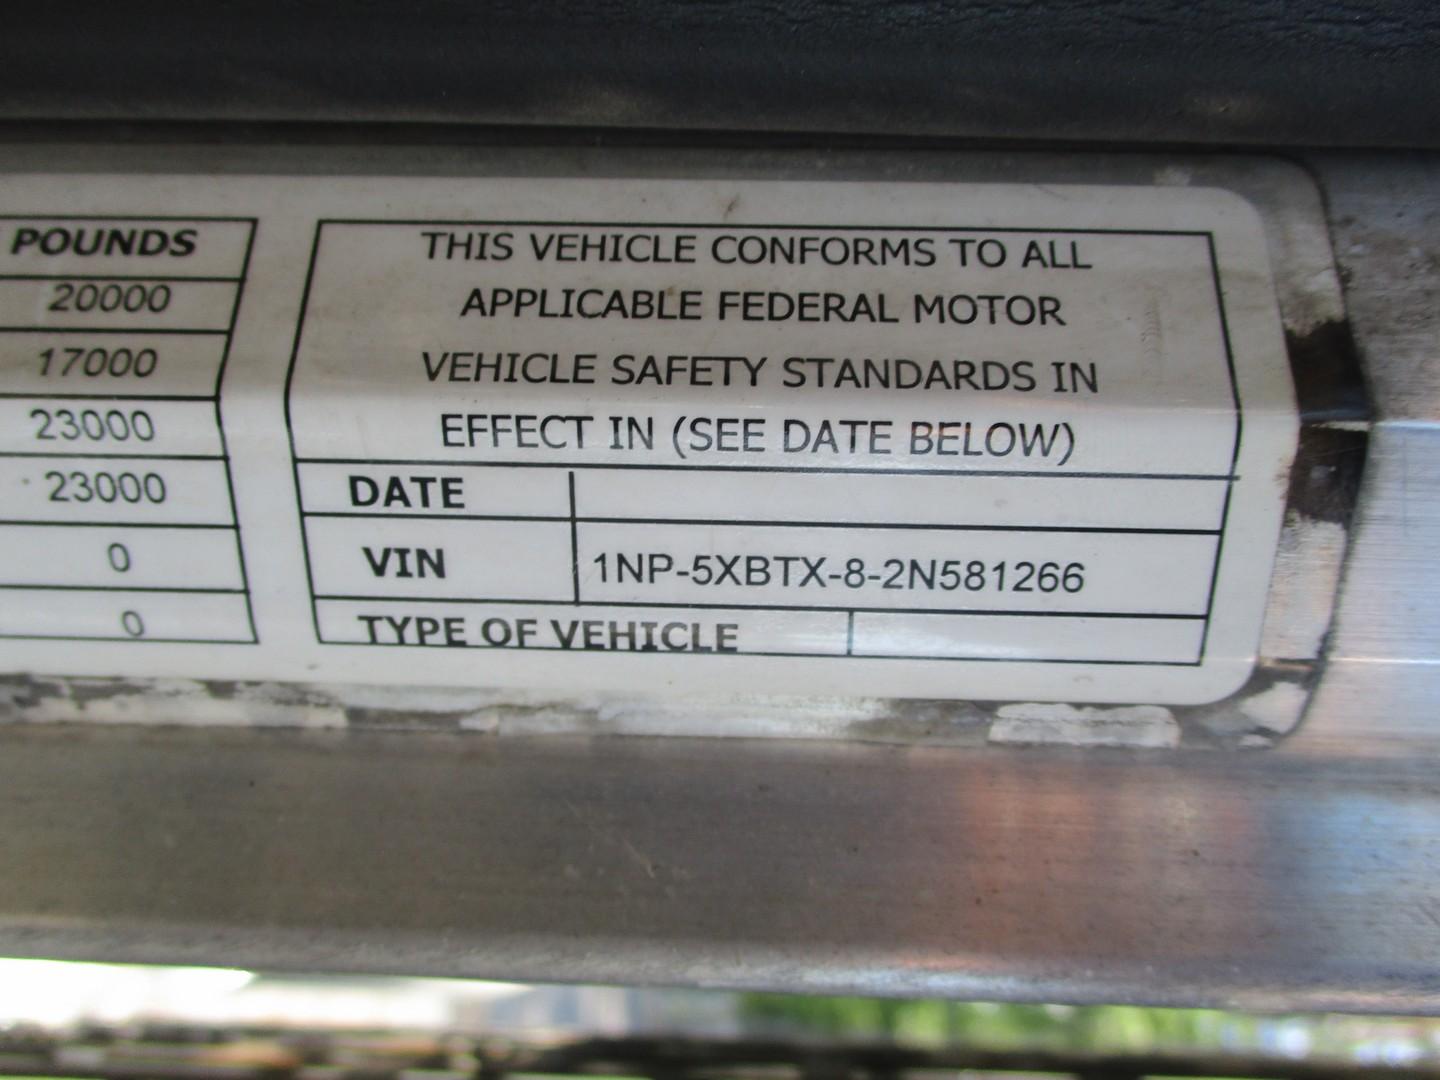 POUNDS
20000
17000
23000
23000
0
0
THIS VEHICLE CONFORMS TO ALL
APPLICABLE FEDERAL MOTOR
VEHICLE SAFETY STANDARDS IN
EFFECT IN (SEE DATE BELOW)
DATE
VIN 1NP-5XBTX-8-2N581266
TYPE OF VEHICLE